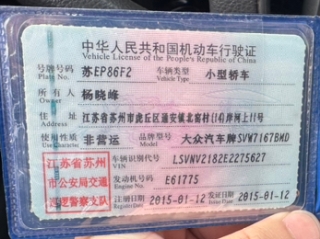 中华人民共和国机动车行驶证
Vehicle License of the People's Republic of China
号牌号码 苏EP86F2 车辆类型 小型轿车
Plate No. Vehicle Type
所有人 杨晓峰
Owner
住址 江苏省苏州市虎丘区通安镇北窑村(14)岸河上11号
Address
使用性质 非营运 品牌型号 大众汽车牌SVW7167BMD
Use Character Model
江苏省苏州 车辆识别代号 LSVNV2182E2275627
VIN
市公安局交通 发动机号码 E61775
Engine No.
巡逻警察支队 注册日期 2015-01-12 发证日期 2015-01-12
Register Date Issue Date